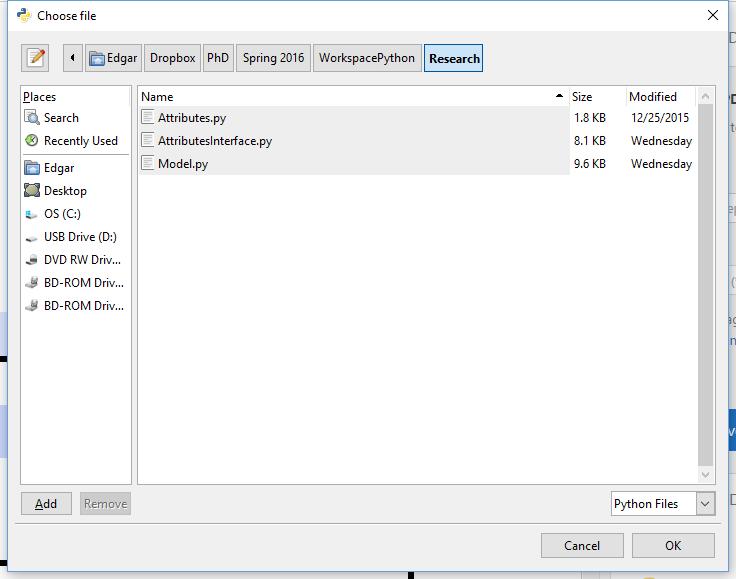 Choose file
Edgar Dropbox PhD Spring 2016 WorkspacePython Research
Places
Search
Recently Used
Edgar
Desktop
OS (C:)
USB Drive (D:)
DVD RW Driv...
BD-ROM Driv...
BD-ROM Driv...
Name Size Modified
Attributes.py 1.8 KB 12/25/2015
AttributesInterface.py 8.1 KB Wednesday
Model.py 9.6 KB Wednesday
Add Remove
Python Files
Cancel OK